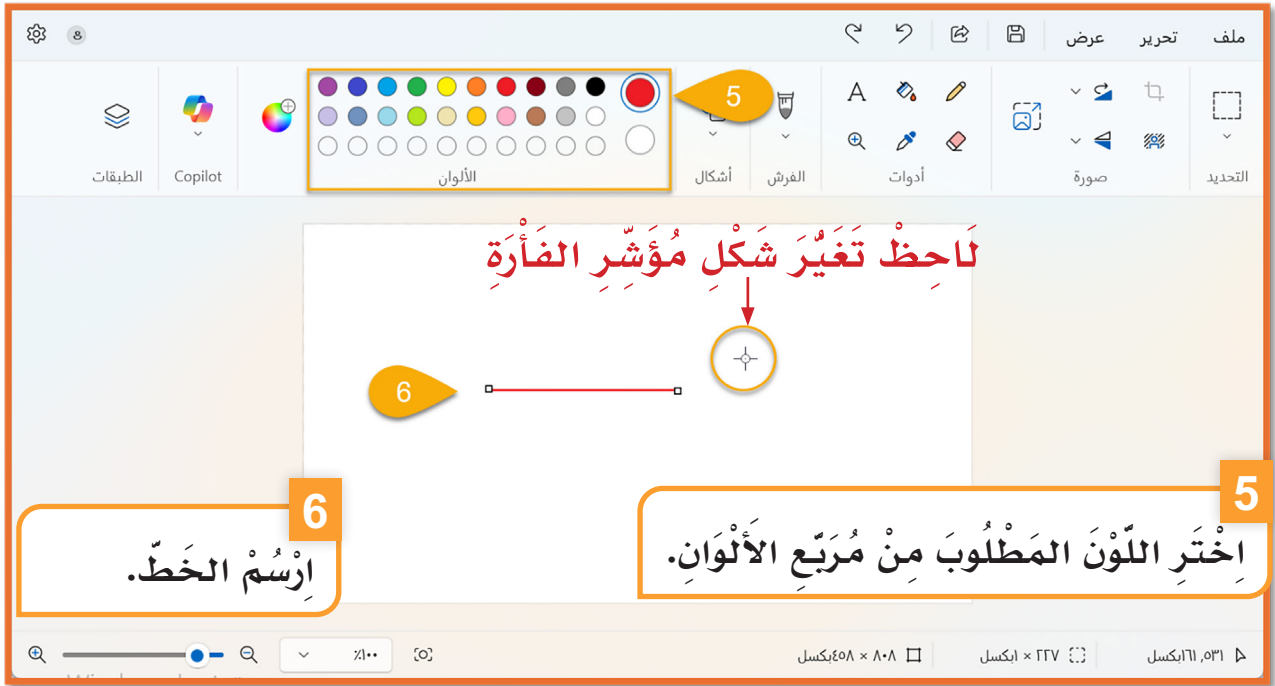 ملف تحرير عرض
5
التحديد صورة أدوات الفرش أشكال الألوان Copilot الطبقات
لَاحِظْ تَغَيُّرَ شَكْلِ مُؤَشِّرِ الفَأْرَةِ
6
5
اِخْتَرِ اللَّوْنَ المَطْلُوبَ مِنْ مُرَبَّعِ الأَلْوَانِ.
6
اِرْسُمْ الخَطّ.
٥٣١, ١٦١بكسل ٢٢٧ × ١بكسل ٨٠٨ × ٤٥٨بكسل ١٠٠٪